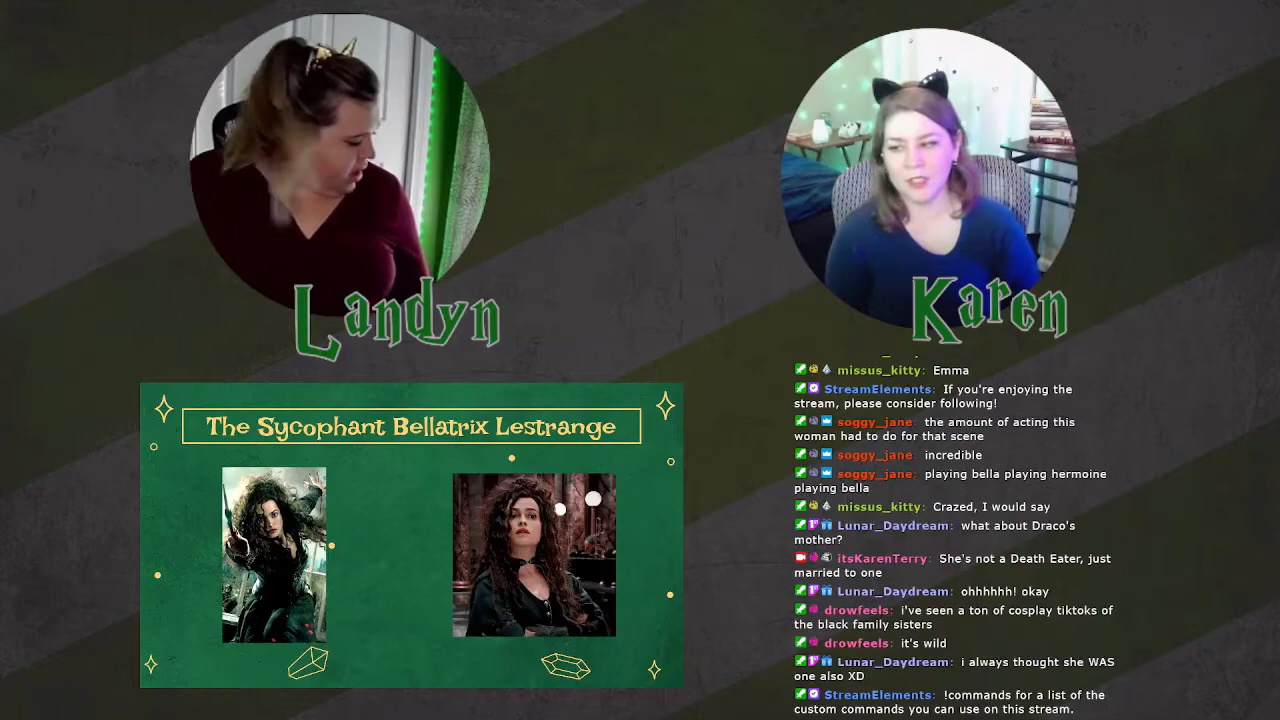 Landyn
Karen
The Sycophant Bellatrix Lestrange
missus_kitty: Emma
StreamElements: If you're enjoying the
stream, please consider following!
soggy_jane: the amount of acting this
woman had to do for that scene
soggy_jane: incredible
soggy_jane: playing bella playing hermoine
playing bella
missus_kitty: Crazed, I would say
Lunar_Daydream: what about Draco's
mother?
itsKarenTerry: She's not a Death Eater, just
married to one
Lunar_Daydream: ohhhhhh! okay
drowfeels: i've seen a ton of cosplay tiktoks of
the black family sisters
drowfeels: it's wild
Lunar_Daydream: i always thought she WAS
one also XD
StreamElements: !commands for a list of the
custom commands you can use on this stream.